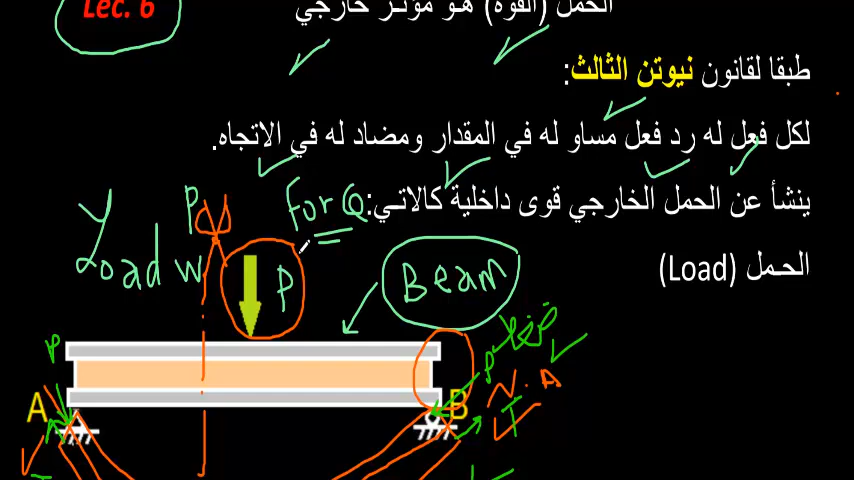 Lec. 6
الحمل (القوة) هو مؤثر خارجي
طبقا لقانون نيوتن الثالث:
لكل فعل له رد فعل مساو له في المقدار ومضاد له في الاتجاه.
ينشأ عن الحمل الخارجي قوى داخلية كالاتي:
الحمل (Load)
P
Load w
P
Beam
P
A
B
P
ضغط
N. A
T
T